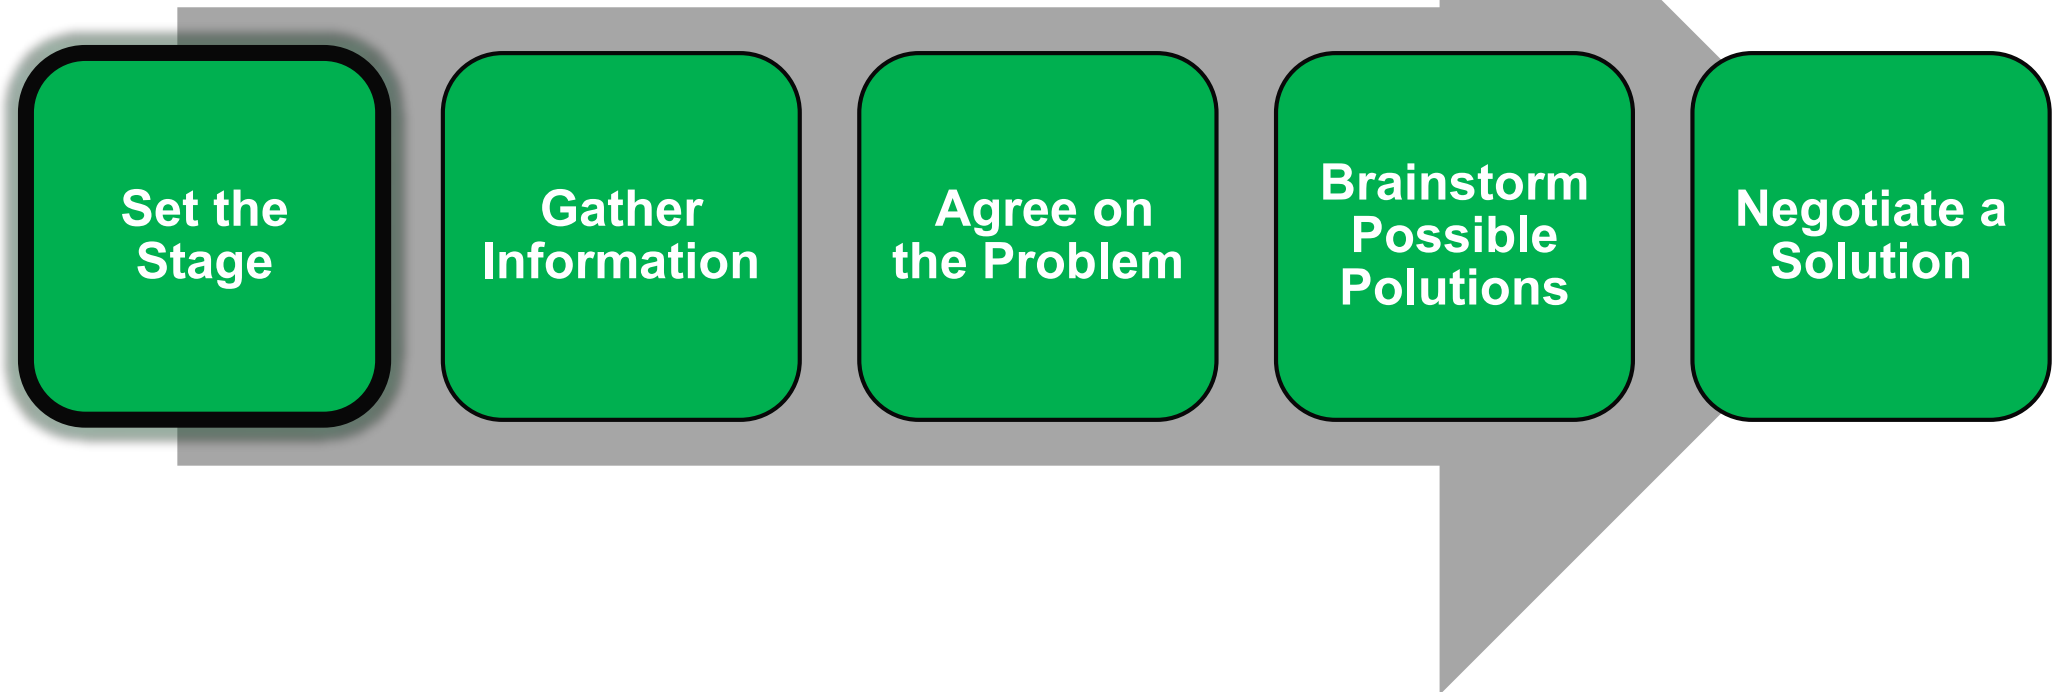 Set the
Stage
Gather
Information
Agree on
the Problem
Brainstorm
Possible
Polutions
Negotiate a
Solution